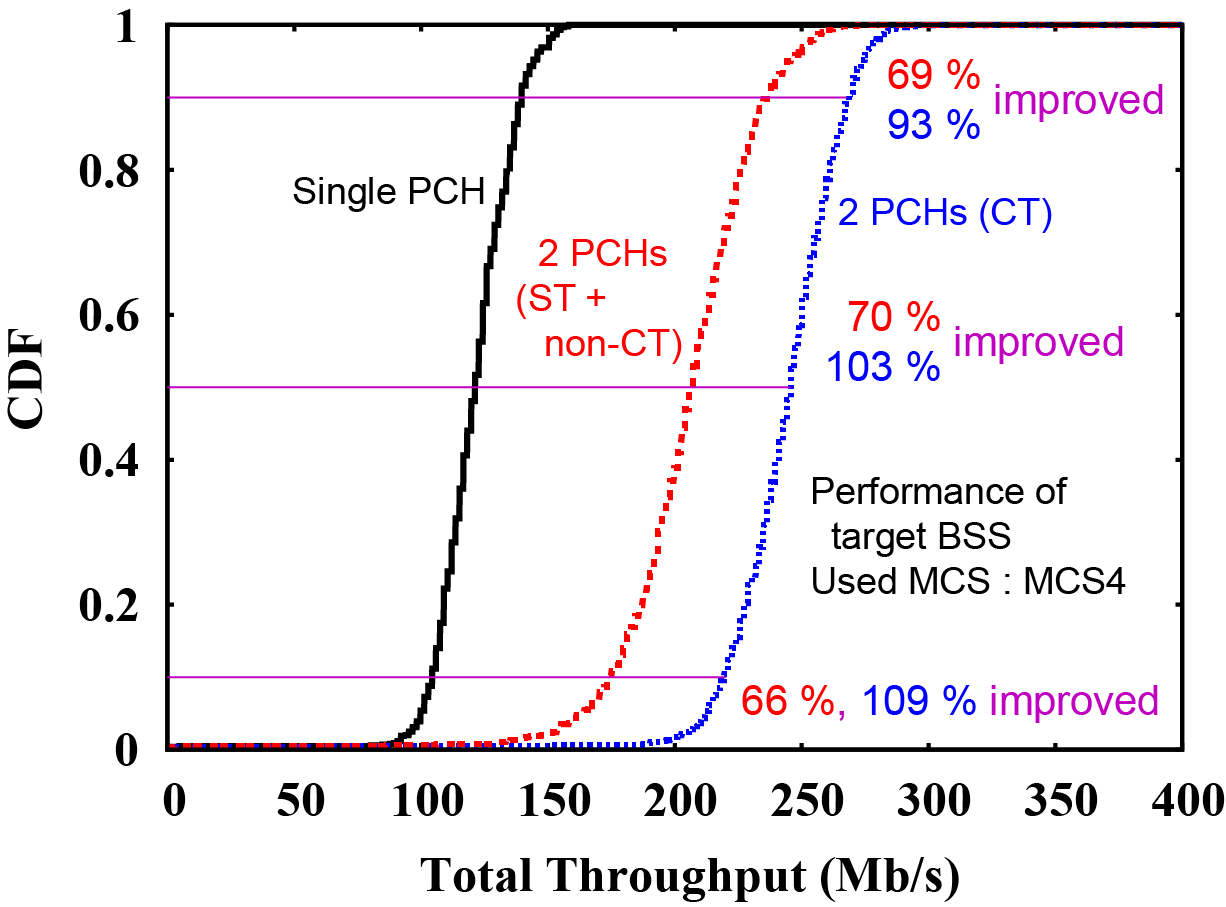 1
69 %
improved
93 %
0.8
Single PCH
2 PCHs (CT)
2 PCHs
(ST +
non-CT)
0.6
70 %
improved
103 %
CDF
0.4
Performance of
target BSS
Used MCS : MCS4
0.2
66 %, 109 % improved
0
0 50 100 150 200 250 300 350 400
Total Throughput (Mb/s)